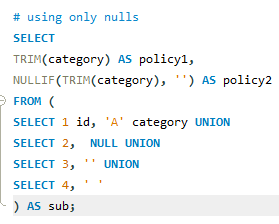 # using only nulls
SELECT
TRIM(category) AS policy1,
NULLIF(TRIM(category), '') AS policy2
FROM (
SELECT 1 id, 'A' category UNION
SELECT 2,  NULL UNION
SELECT 3, '' UNION
SELECT 4, ' '
) AS sub;